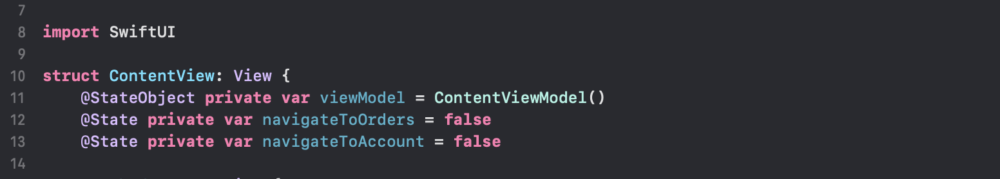 7
8 import SwiftUI
9
10 struct ContentView: View {
11 @StateObject private var viewModel = ContentViewModel()
12 @State private var navigateToOrders = false
13 @State private var navigateToAccount = false
14